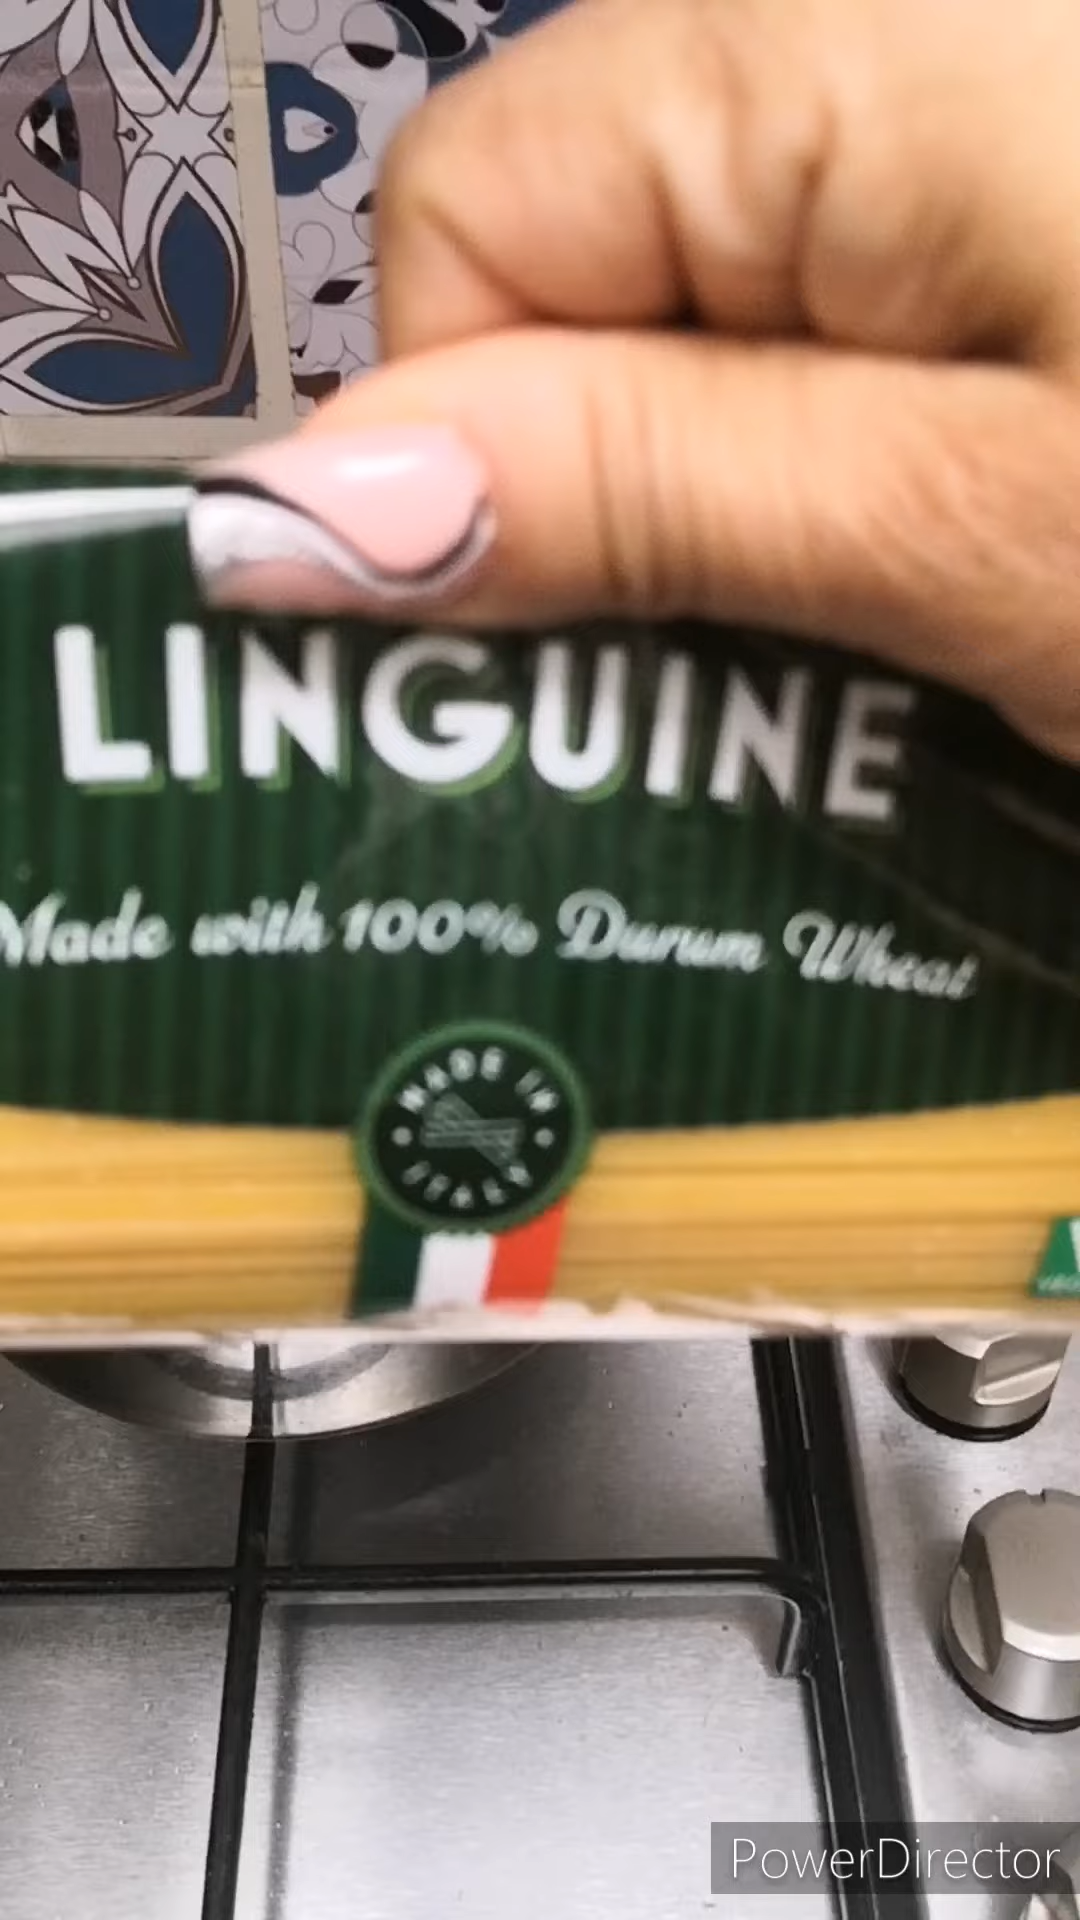 LINGUINE
Made with 100% Durum Wheat
MADE IN
ITALY
PowerDirector